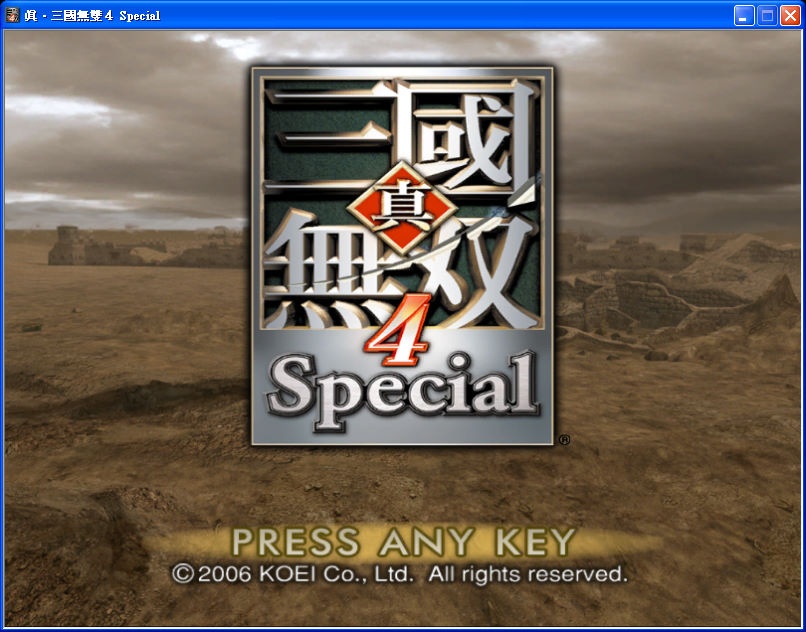 真‧三國無雙４ Special
三國
真
無双
4
Special
®
PRESS ANY KEY
©2006 KOEI Co., Ltd. All rights reserved.